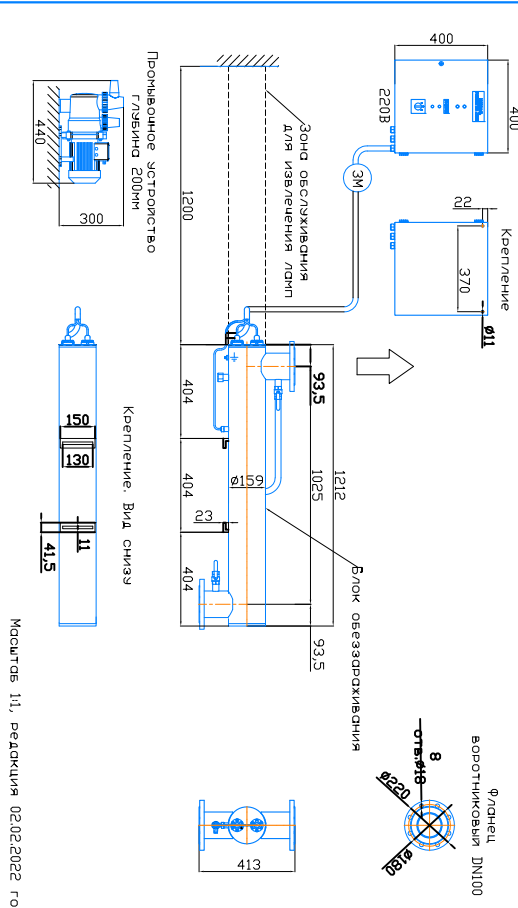 400
400
220В
3М
Крепление
22
370
ø11
Промывочное устройство
глубина 200мм
440
300
1200
Зона обслуживания
для извлечения ламп
93,5
404
404
404
ø159
23
1025
1212
93,5
Блок обеззараживания
150
130
Крепление. Вид снизу
11
41,5
Фланец
воротниковый DN100
8
отв.ø18
ø220
ø180
413
Масштаб 1:1, редакция 02.02.2022 го